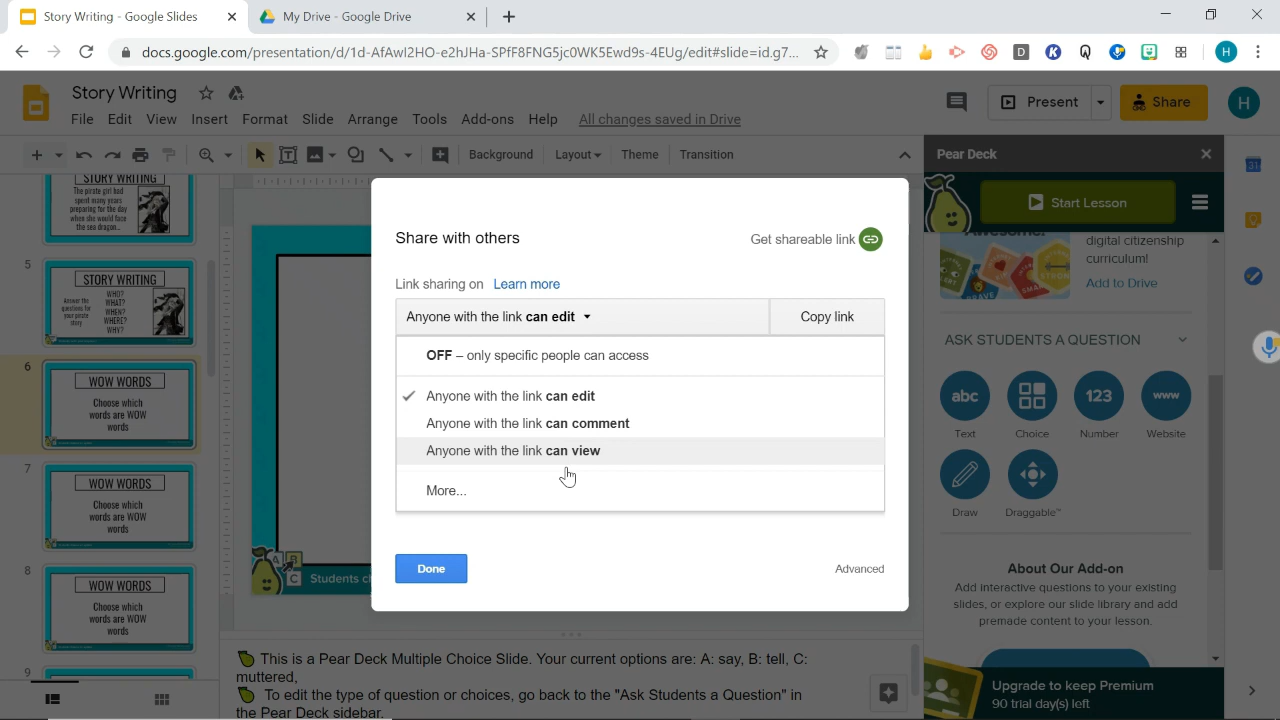 Story Writing - Google Slides
My Drive - Google Drive
docs.google.com/presentation/d/1d-AfAwI2HO-e2hJHa-SPfF8FNG5jc0WK5Ewd9s-4EUg/edit#slide=id.g7...
Story Writing
File Edit View Insert Format Slide Arrange Tools Add-ons Help All changes saved in Drive
Present
Share
H
Background Layout Theme Transition
STORY WRITING
The pirate girl had
spent many years
preparing for the day
when she would face
the sea dragon...
5
STORY WRITING
Answer the
questions for
your pirate
story
WHO?
WHAT?
WHEN?
WHERE?
WHY?
6
WOW WORDS
Choose which
words are WOW
words
7
WOW WORDS
Choose which
words are WOW
words
8
WOW WORDS
Choose which
words are WOW
words
9
Students ch
Share with others
Get shareable link
Link sharing on Learn more
Anyone with the link can edit
Copy link
OFF – only specific people can access
Anyone with the link can edit
Anyone with the link can comment
Anyone with the link can view
More...
Done
Advanced
This is a Pear Deck Multiple Choice Slide. Your current options are: A: say, B: tell, C:
muttered,
To edit the type of question or choices, go back to the "Ask Students a Question" in
the Pear Deck sidebar.
Pear Deck
Start Lesson
digital citizenship
curriculum!
Add to Drive
ASK STUDENTS A QUESTION
abc
123
www
Text Choice Number Website
Draw Draggable™
About Our Add-on
Add interactive questions to your existing
slides, or explore our slide library and add
premade content to your lesson.
Upgrade to keep Premium
90 trial day(s) left
31